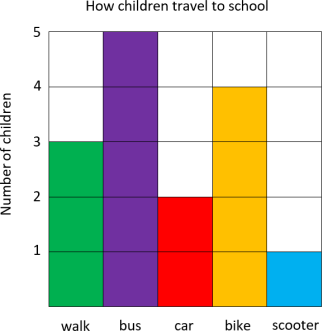 How children travel to school
Number of children
5
4
3
2
1
walk bus car bike scooter